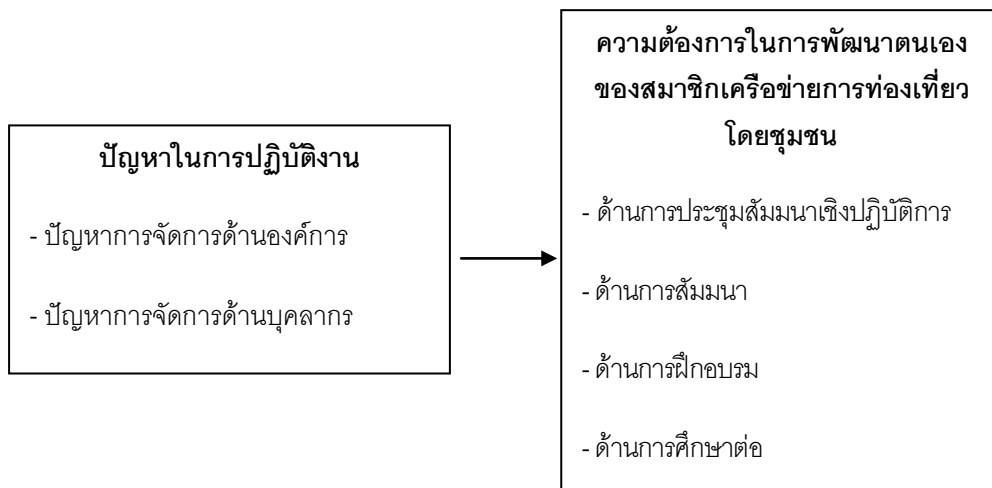 ปัญหาในการปฏิบัติงาน
- ปัญหาการจัดการด้านองค์การ
- ปัญหาการจัดการด้านบุคลากร
ความต้องการในการพัฒนาตนเอง
ของสมาชิกเครือข่ายการท่องเที่ยว
โดยชุมชน
- ด้านการประชุมสัมมนาเชิงปฏิบัติการ
- ด้านการสัมมนา
- ด้านการฝึกอบรม
- ด้านการศึกษาต่อ